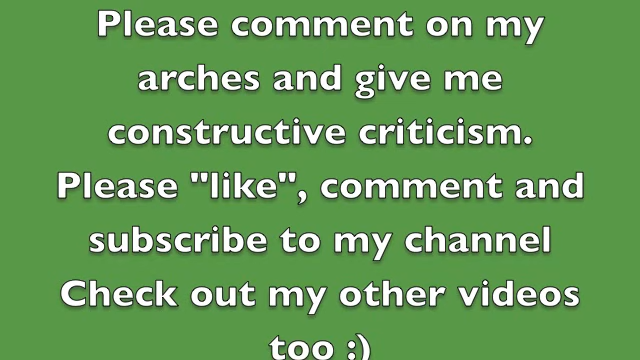 Please comment on my
arches and give me
constructive criticism.
Please "like", comment and
subscribe to my channel
Check out my other videos
too :)